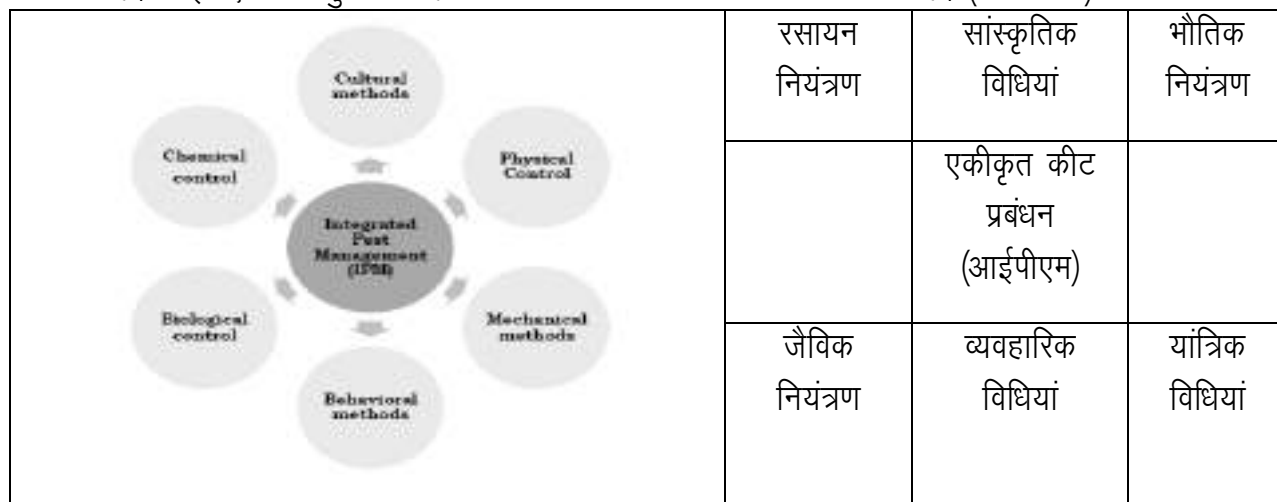 Cultural
methods
Chemical
control
Physical
Control
Integrated
Pest
Management
(IPM)
Biological
control
Mechanical
methods
Behavioral
methods
रसायन
नियंत्रण
सांस्कृतिक
विधियां
भौतिक
नियंत्रण
एकीकृत कीट
प्रबंधन
(आईपीएम)
जैविक
नियंत्रण
व्यवहारिक
विधियां
यांत्रिक
विधियां